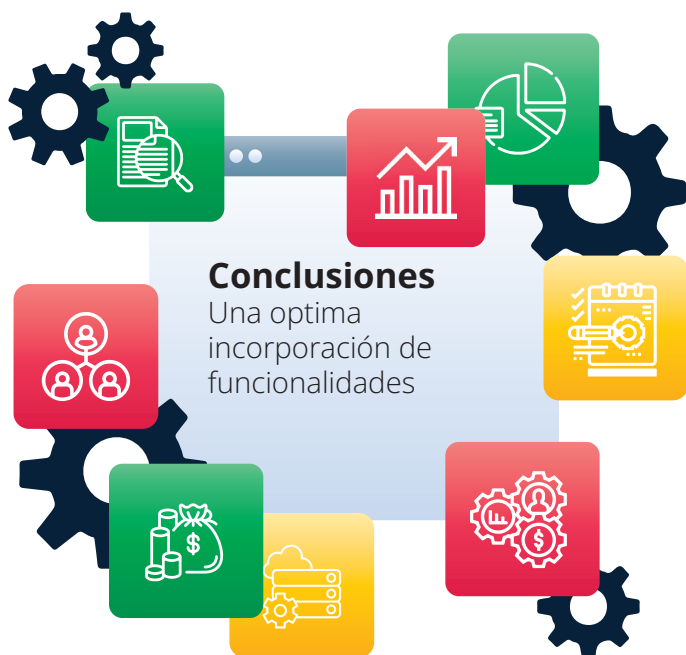 Conclusiones
Una optima
incorporación de
funcionalidades
$
$